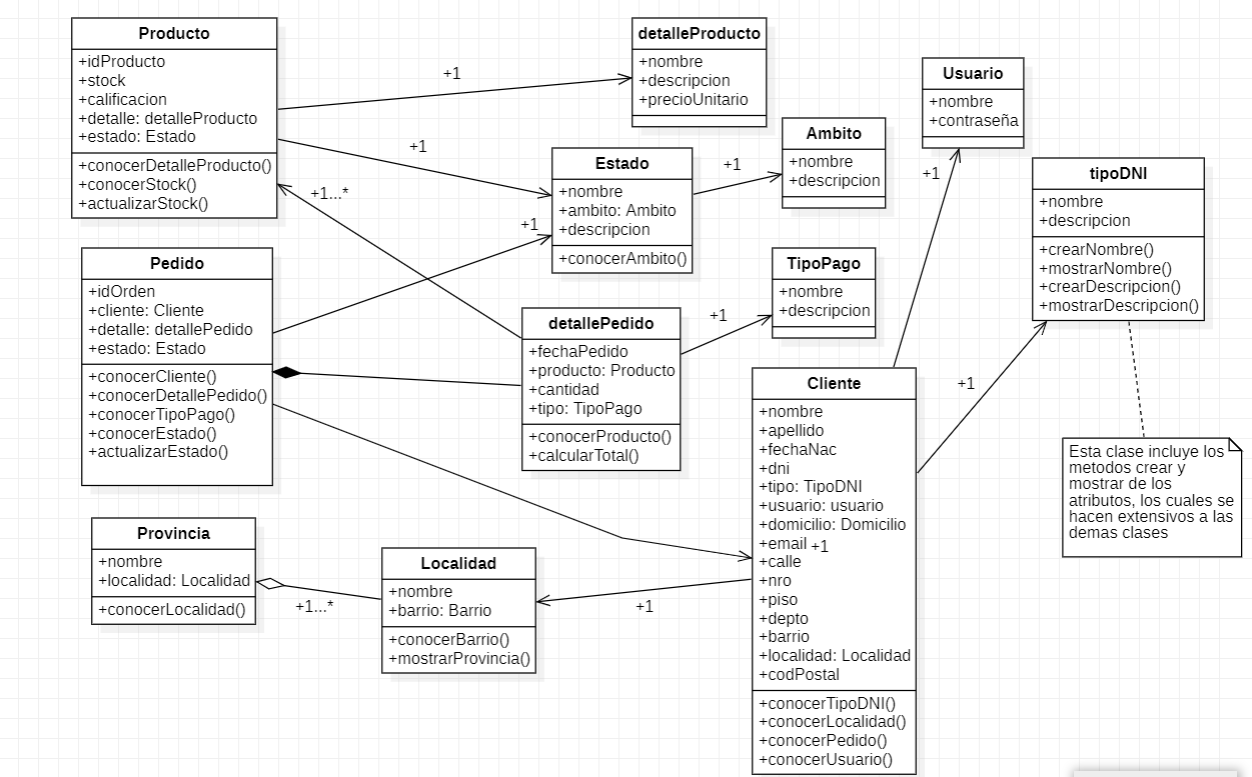 Producto
+idProducto
+stock
+calificacion
+detalle: detalleProducto
+estado: Estado
+conocerDetalleProducto()
+conocerStock()
+actualizarStock()
+1
detalleProducto
+nombre
+descripcion
+precioUnitario
+1
Estado
+nombre
+ambito: Ambito
+descripcion
+conocerAmbito()
+1
Ambito
+nombre
+descripcion
Usuario
+nombre
+contraseña
+1
tipoDNI
+nombre
+descripcion
+crearNombre()
+mostrarNombre()
+crearDescripcion()
+mostrarDescripcion()
+1...*
+1
Pedido
+idOrden
+cliente: Cliente
+detalle: detallePedido
+estado: Estado
+conocerCliente()
+conocerDetallePedido()
+conocerTipoPago()
+conocerEstado()
+actualizarEstado()
detallePedido
+fechaPedido
+producto: Producto
+cantidad
+tipo: TipoPago
+conocerProducto()
+calcularTotal()
+1
TipoPago
+nombre
+descripcion
Cliente
+nombre
+apellido
+fechaNac
+dni
+tipo: TipoDNI
+usuario: usuario
+domicilio: Domicilio
+email
+1
+calle
+nro
+piso
+depto
+barrio
+localidad: Localidad
+codPostal
+conocerTipoDNI()
+conocerLocalidad()
+conocerPedido()
+conocerUsuario()
+1
Esta clase incluye los
metodos crear y
mostrar de los
atributos, los cuales se
hacen extensivos a las
demas clases
Provincia
+nombre
+localidad: Localidad
+conocerLocalidad()
+1...*
Localidad
+nombre
+barrio: Barrio
+conocerBarrio()
+mostrarProvincia()
+1